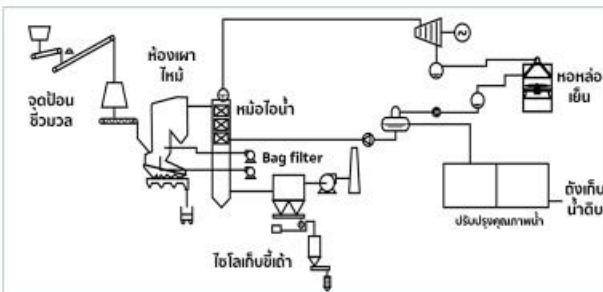 ห้องเผา
ไหม้
จุดป้อน
ชีวมวล
หม้อไอน้ำ
หอหล่อ
เย็น
Bag filter
ถังเก็บ
น้ำดิบ
ปรับปรุงคุณภาพน้ำ
ไซโลเก็บขี้เถ้า